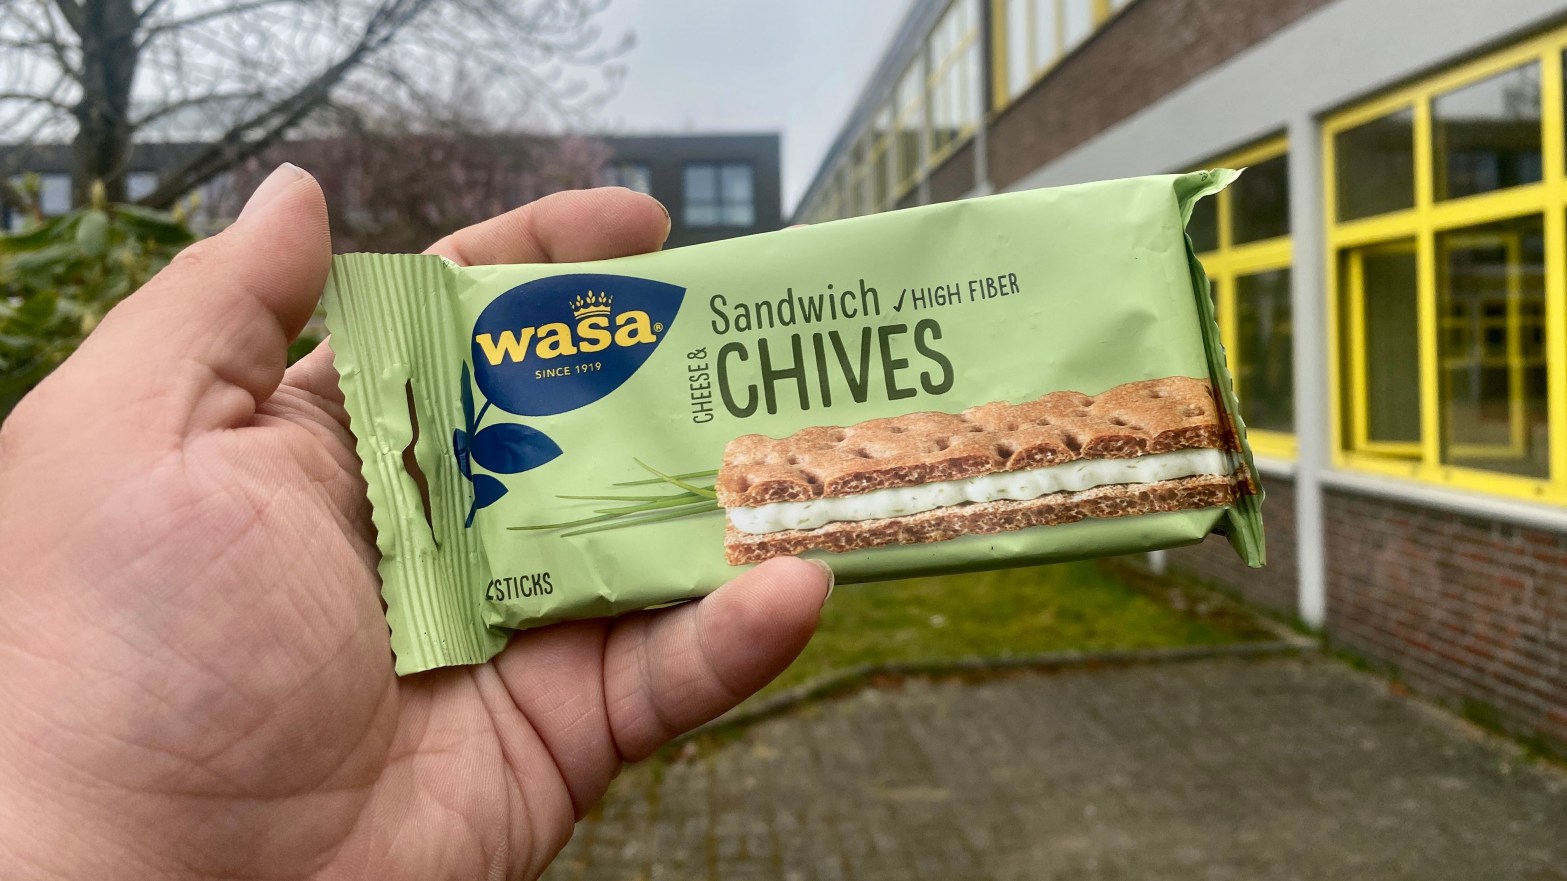 wasa®
SINCE 1919
Sandwich ✓HIGH FIBER
CHEESE &
CHIVES
STICKS